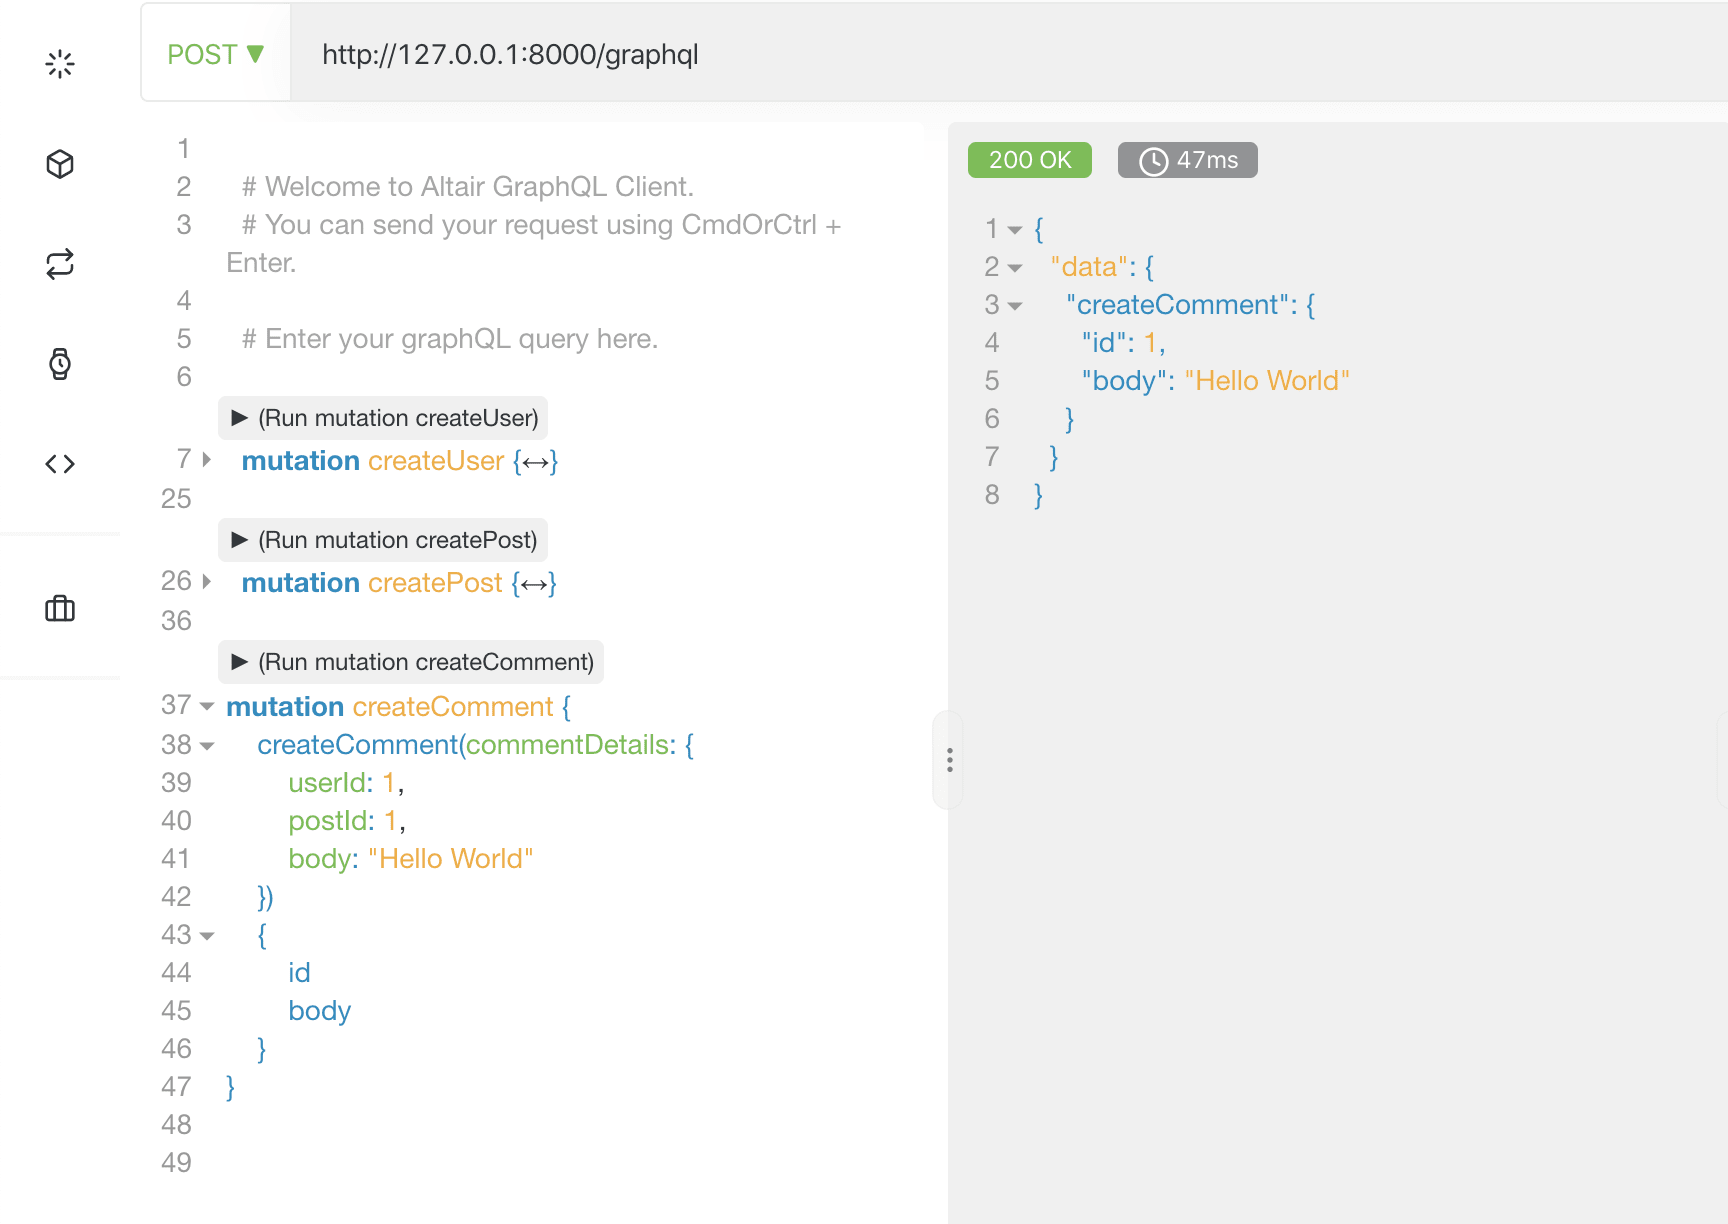 POST ▼ http://127.0.0.1:8000/graphql
1
2 # Welcome to Altair GraphQL Client.
3 # You can send your request using CmdOrCtrl +
Enter.
4
5 # Enter your graphQL query here.
6
▶ (Run mutation createUser)
7 mutation createUser {↔}
25
▶ (Run mutation createPost)
26 mutation createPost {↔}
36
▶ (Run mutation createComment)
37 mutation createComment {
38 createComment(commentDetails: {
39 userId: 1,
40 postId: 1,
41 body: "Hello World"
42 })
43 {
44 id
45 body
46 }
47 }
48
49
200 OK 47ms
1 {
2 "data": {
3 "createComment": {
4 "id": 1,
5 "body": "Hello World"
6 }
7 }
8 }